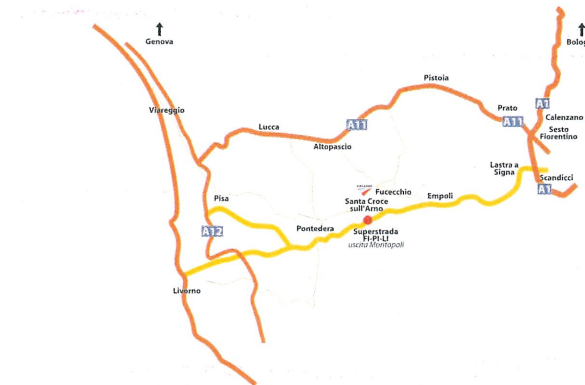 Genova
Bolog
Pistoia
A1
Viareggio
Prato
Calenzano
A11
A11
Lucca
Sesto
Fiorentino
Altopascio
Lastra a
Signa
Scandicci
A1
Fucecchio
Pisa
Santa Croce
sull'Arno
Empoli
A12
Pontedera
Superstrada
FI-PI-LI
uscita Montopoli
Livorno